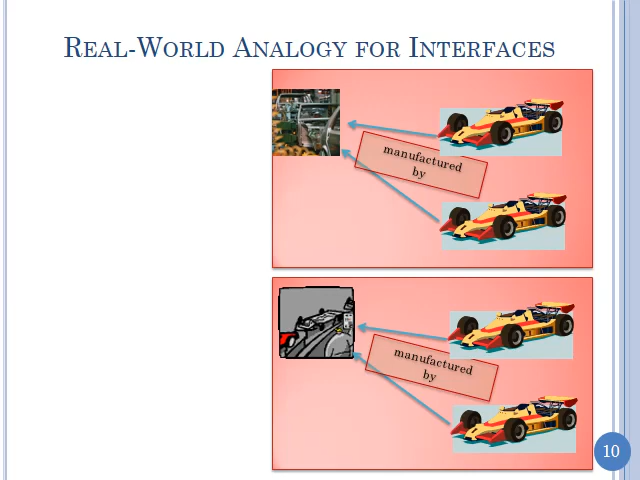 Real-World Analogy for Interfaces
manufactured
by
manufactured
by
10